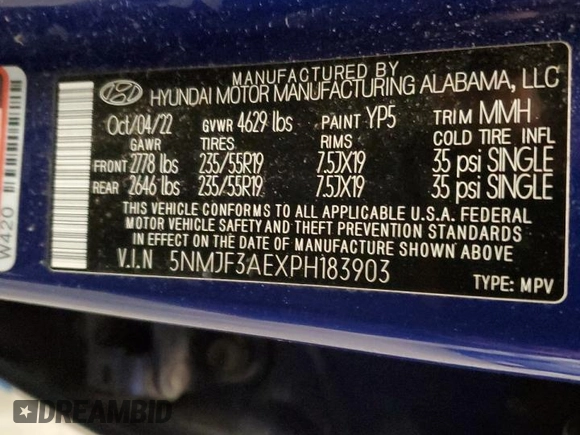 MANUFACTURED BY
HYUNDAI MOTOR MANUFACTURING ALABAMA, LLC
Oct/04/22 GVWR 4629 lbs PAINT YP5 TRIM MMH
GAWR TIRES RIMS COLD TIRE INFL
FRONT 2778 lbs 235/55R19 7.5JX19 35 psi SINGLE
REAR 2646 lbs 235/55R19 7.5JX19 35 psi SINGLE
THIS VEHICLE CONFORMS TO ALL APPLICABLE U.S.A. FEDERAL
MOTOR VEHICLE SAFETY AND THEFT PREVENTION STANDARDS
IN EFFECT ON THE DATE OF MANUFACTURE SHOWN ABOVE.
V.I.N 5NMJF3AEXPH183903
TYPE: MPV
W420
DREAMBID